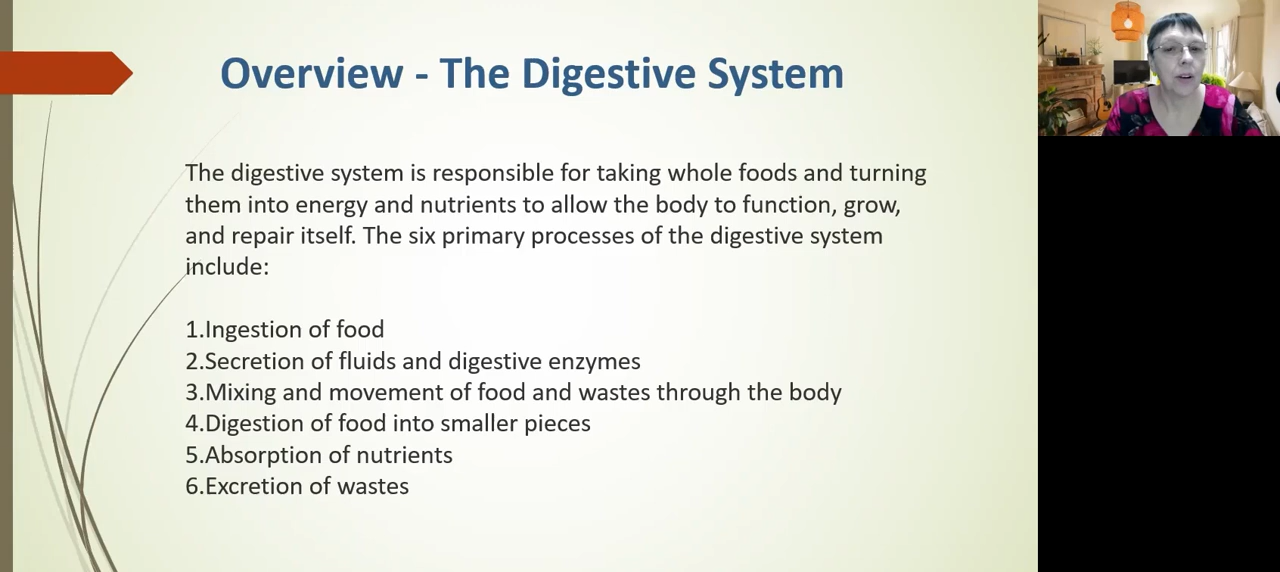 Overview - The Digestive System
The digestive system is responsible for taking whole foods and turning
them into energy and nutrients to allow the body to function, grow,
and repair itself. The six primary processes of the digestive system
include:
1.Ingestion of food
2.Secretion of fluids and digestive enzymes
3.Mixing and movement of food and wastes through the body
4.Digestion of food into smaller pieces
5.Absorption of nutrients
6.Excretion of wastes